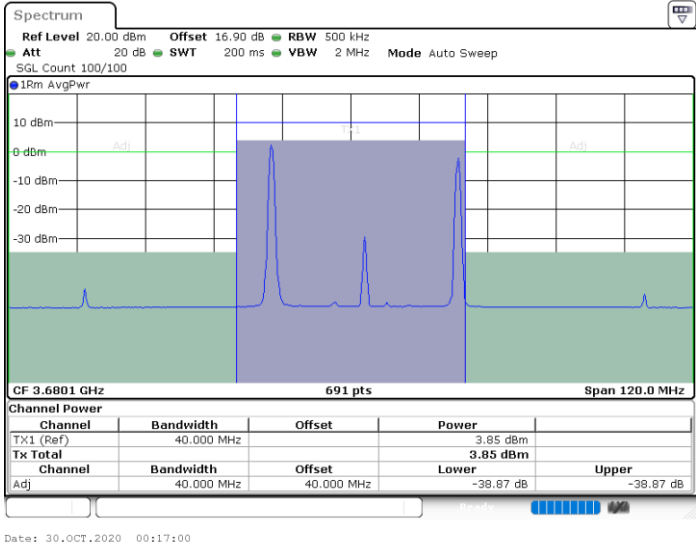 Spectrum
Ref Level 20.00 dBm Offset 16.90 dB RBW 500 kHz
Att 20 dB SWT 200 ms VBW 2 MHz Mode Auto Sweep
SGL Count 100/100
1Rm AvgPwr
10 dBm
TX1
0 dBm Adj Adj
-10 dBm
-20 dBm
-30 dBm
CF 3.6801 GHz 691 pts Span 120.0 MHz
Channel Power
Channel Bandwidth Offset Power
TX1 (Ref) 40.000 MHz 3.85 dBm
Tx Total 3.85 dBm
Channel Bandwidth Offset Lower Upper
Adj 40.000 MHz 40.000 MHz -38.87 dB -38.87 dB
Ready
Date: 30.OCT.2020 00:17:00